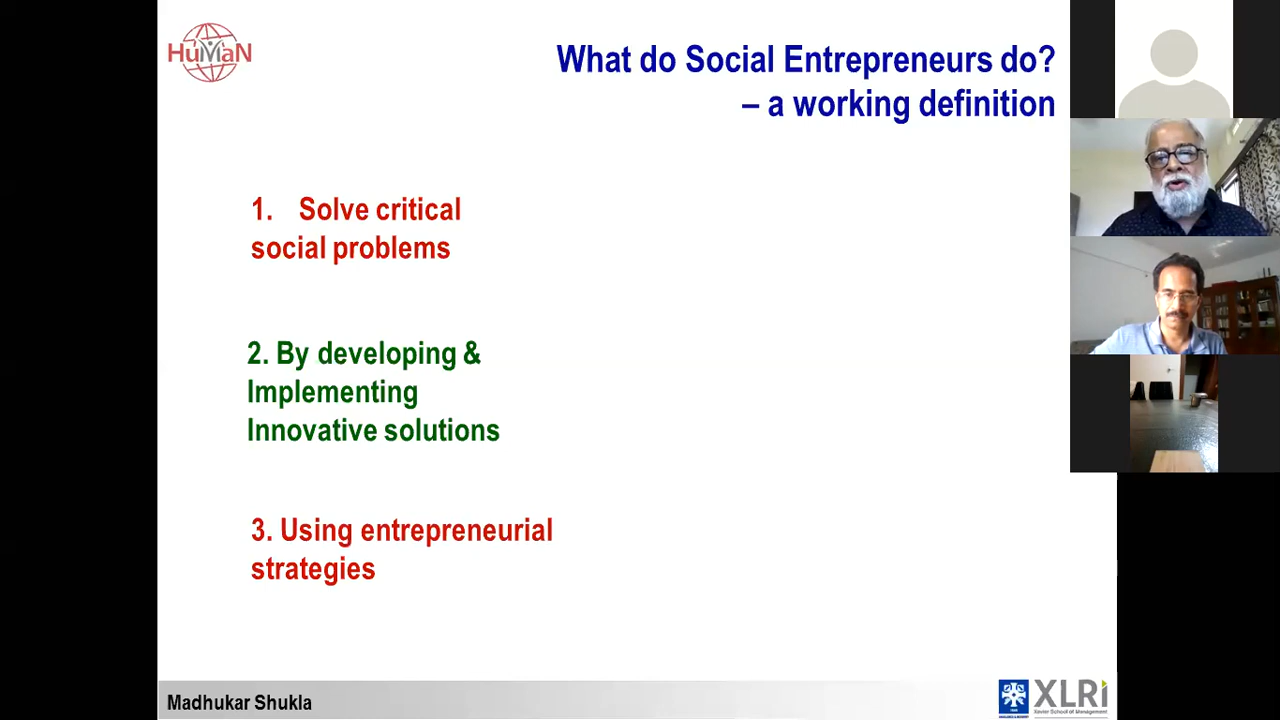 HuMaN
What do Social Entrepreneurs do?
– a working definition
1. Solve critical
social problems
2. By developing &
Implementing
Innovative solutions
3. Using entrepreneurial
strategies
Madhukar Shukla
XLRi
Xavier School of Management